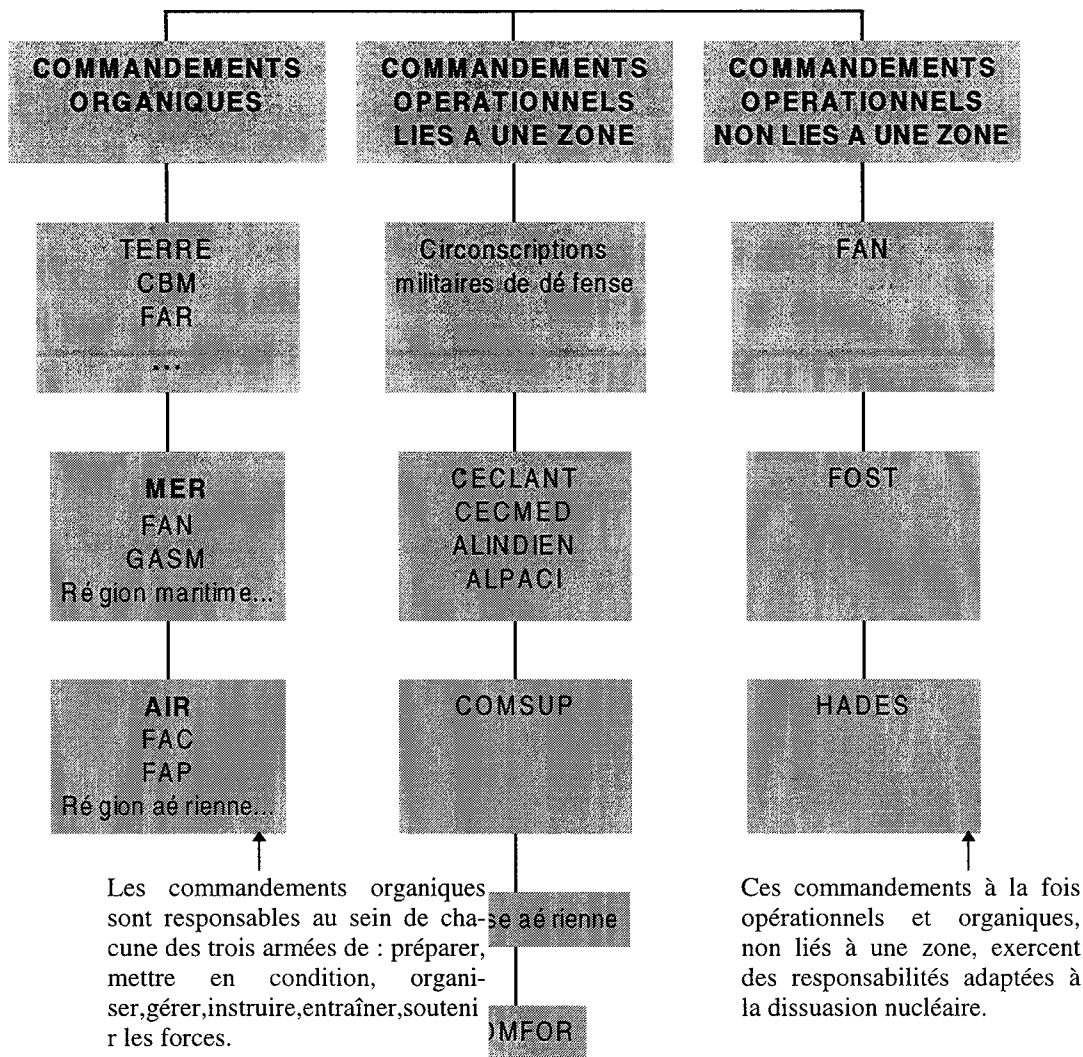 COMMANDEMENTS
ORGANIQUES
COMMANDEMENTS
OPERATIONNELS
LIES A UNE ZONE
COMMANDEMENTS
OPERATIONNELS
NON LIES A UNE ZONE
TERRE
CBM
FAR
...
Circonscriptions
militaires de dé fense
FAN
MER
FAN
GASM
Ré gion maritime...
CECLANT
CECMED
ALINDIEN
ALPACI
FOST
AIR
FAC
FAP
Ré gion aé rienne...
COMSUP
HADES
Les commandements organiques
sont responsables au sein de cha-
cune des trois armées de : préparer,
mettre en condition, organi-
ser,gérer,instruire,entraîner,souteni
r les forces.
se aé rienne
OMFOR
Ces commandements à la fois
opérationnels et organiques,
non liés à une zone, exercent
des responsabilités adaptées à
la dissuasion nucléaire.